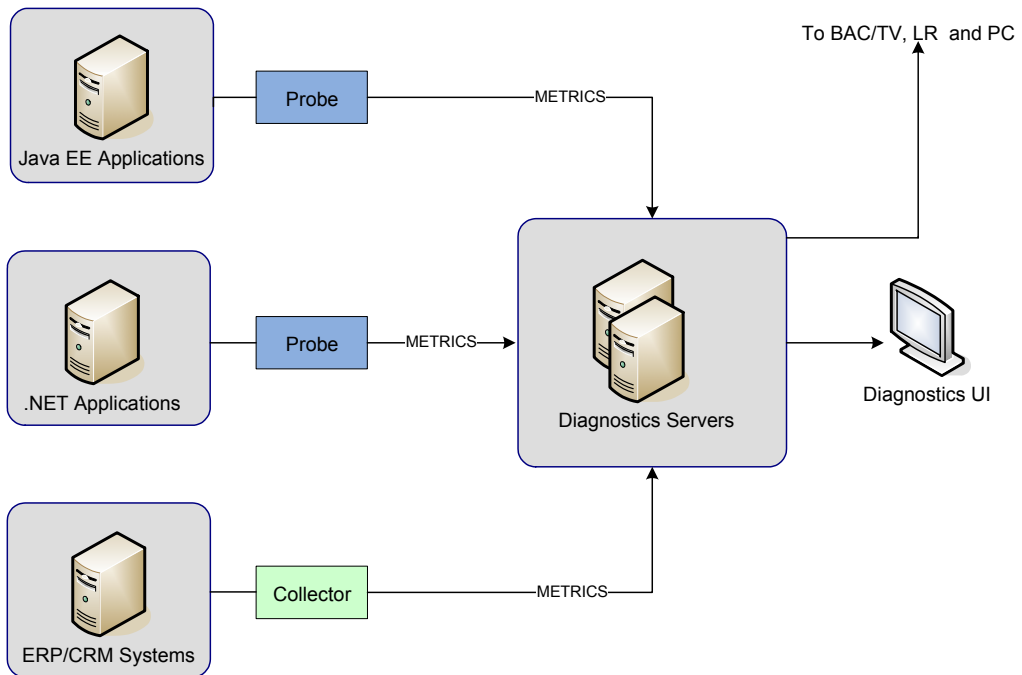 To BAC/TV, LR and PC
Probe
METRICS
Java EE Applications
Probe
METRICS
.NET Applications
Diagnostics Servers
Diagnostics UI
Collector
METRICS
ERP/CRM Systems